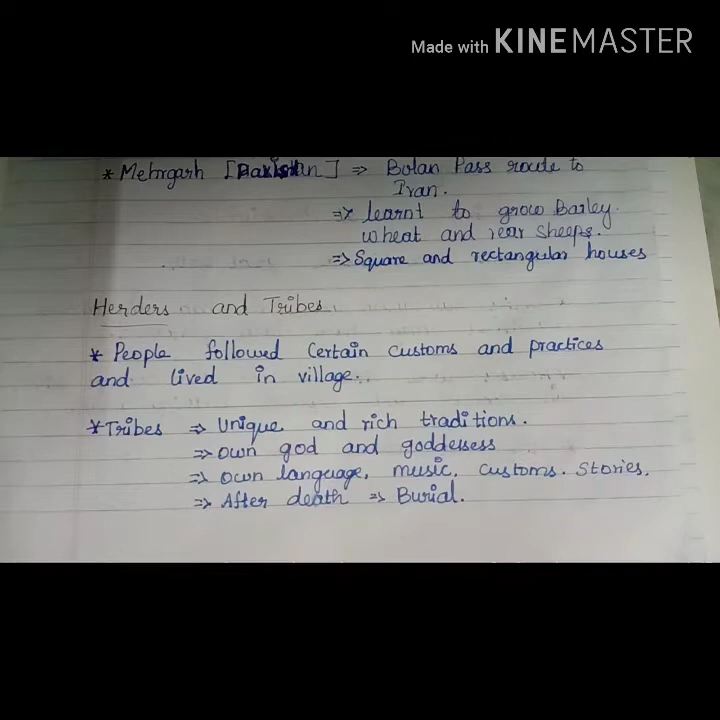 Made with KINEMASTER
* Mehrgarh [Pakistan] ⇒ Bolan Pass route to
Iran.
⇒ learnt to grow Barley.
wheat and rear sheeps.
⇒ Square and rectangular houses
Herders and Tribes.
* People followed Certain customs and practices
and lived in village.
* Tribes ⇒ Unique and rich traditions.
⇒ own god and goddesess
⇒ own language, music, customs. Stories.
⇒ After death ⇒ Burial.